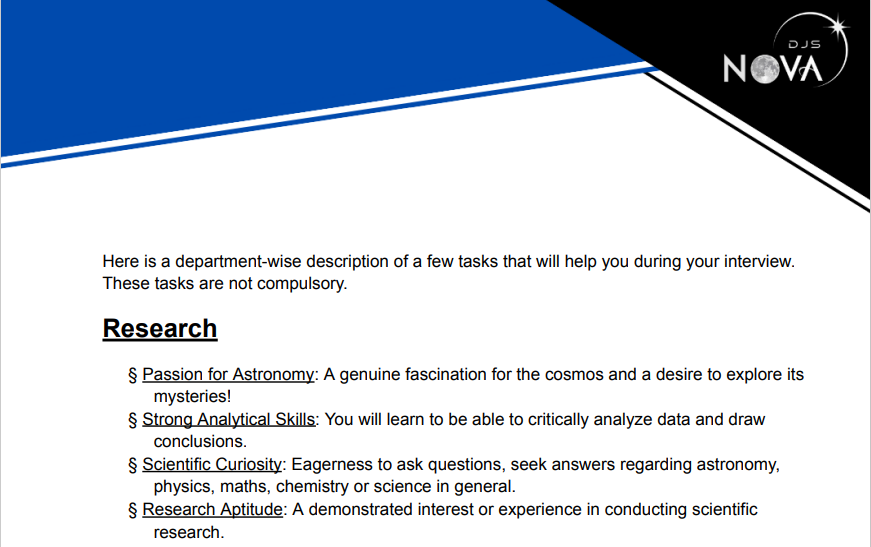 DJS
NOVA
Here is a department-wise description of a few tasks that will help you during your interview.
These tasks are not compulsory.
Research
§ Passion for Astronomy: A genuine fascination for the cosmos and a desire to explore its
mysteries!
§ Strong Analytical Skills: You will learn to be able to critically analyze data and draw
conclusions.
§ Scientific Curiosity: Eagerness to ask questions, seek answers regarding astronomy,
physics, maths, chemistry or science in general.
§ Research Aptitude: A demonstrated interest or experience in conducting scientific
research.